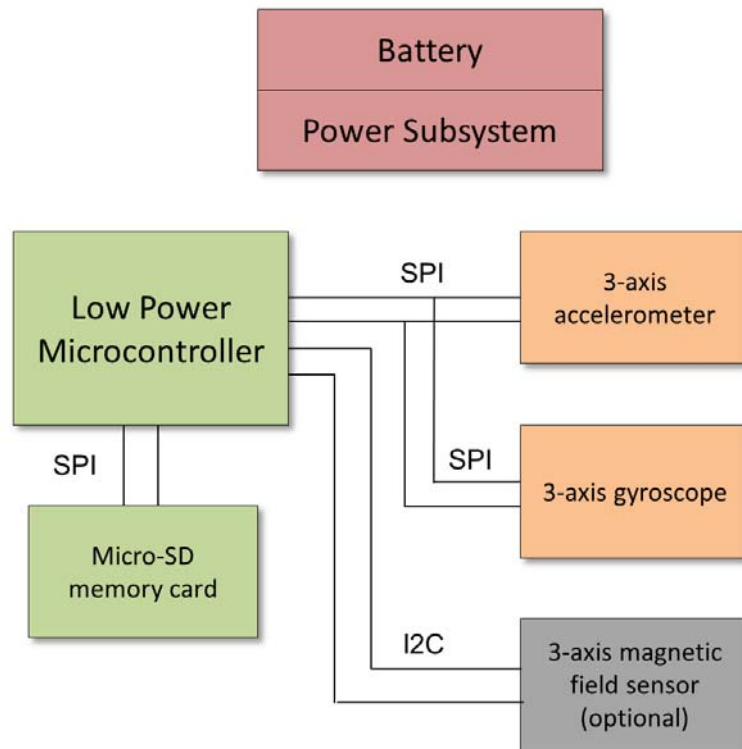 Battery
Power Subsystem
Low Power
Microcontroller
SPI
3-axis
accelerometer
SPI
SPI
3-axis gyroscope
Micro-SD
memory card
I2C
3-axis magnetic
field sensor
(optional)